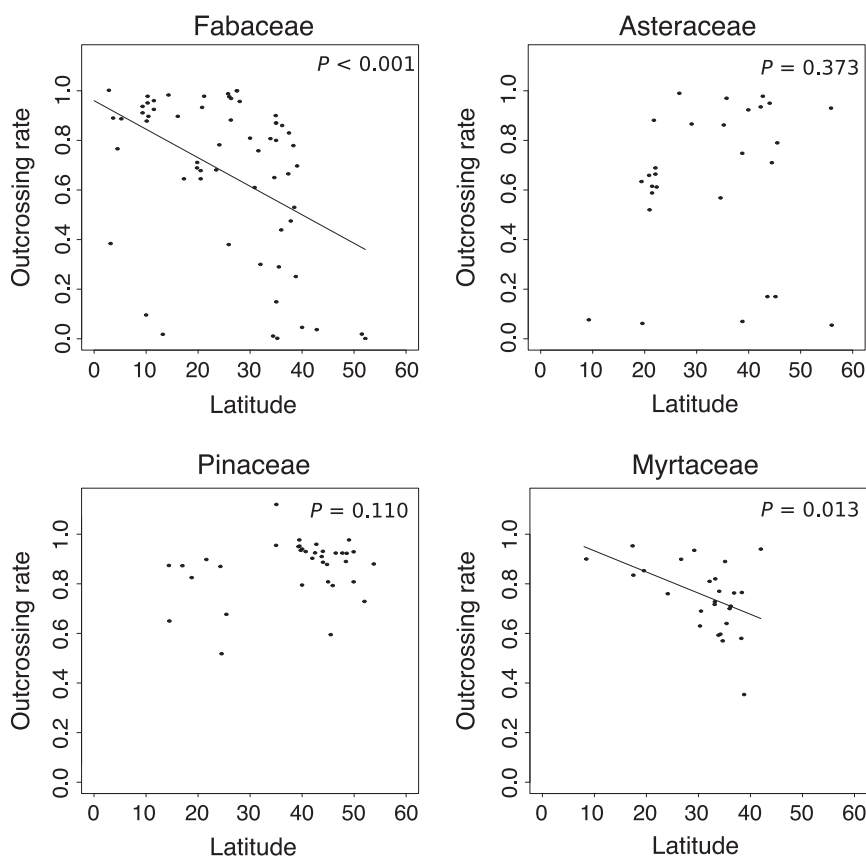 Fabaceae
P < 0.001
Outcrossing rate
0.0 0.2 0.4 0.6 0.8 1.0
0 10 20 30 40 50 60
Latitude
Asteraceae
P = 0.373
Outcrossing rate
0.0 0.2 0.4 0.6 0.8 1.0
0 10 20 30 40 50 60
Latitude
Pinaceae
P = 0.110
Outcrossing rate
0.0 0.2 0.4 0.6 0.8 1.0
0 10 20 30 40 50 60
Latitude
Myrtaceae
P = 0.013
Outcrossing rate
0.0 0.2 0.4 0.6 0.8 1.0
0 10 20 30 40 50 60
Latitude